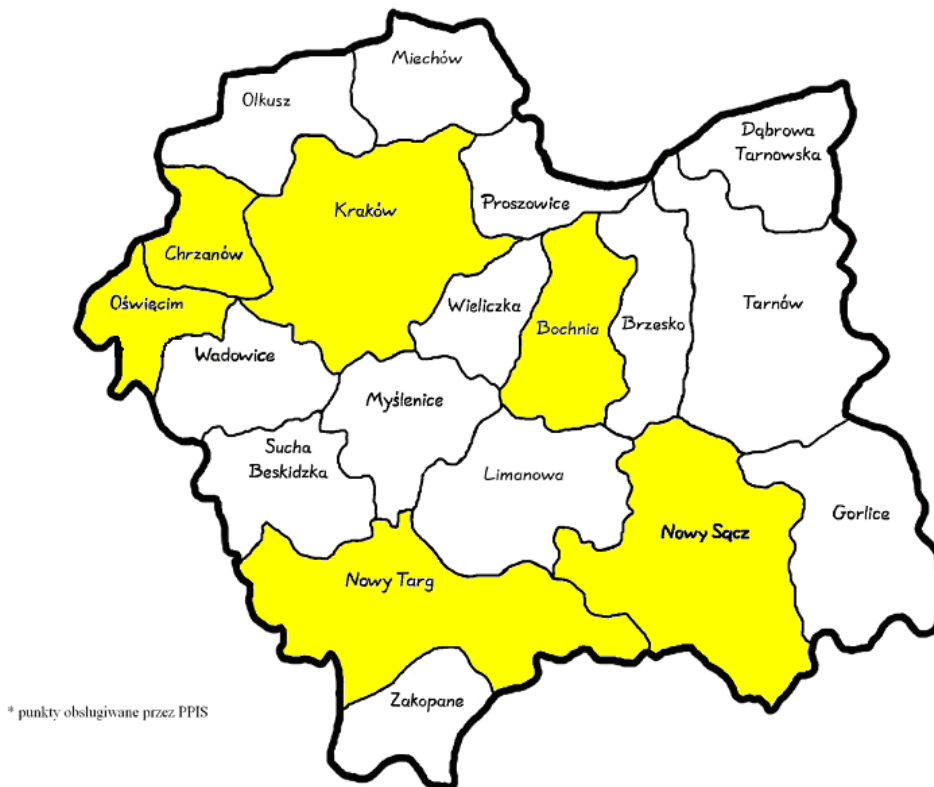 Miechów
Olkusz
Dąbrowa
Tarnowska
Proszowice
Kraków
Chrzanów
Oświęcim
Wieliczka
Bochnia
Brzesko
Tarnów
Wadowice
Myślenice
Sucha
Beskidzka
Limanowa
Gorlice
Nowy Sącz
Nowy Targ
Zakopane
* punkty obsługiwane przez PPIS